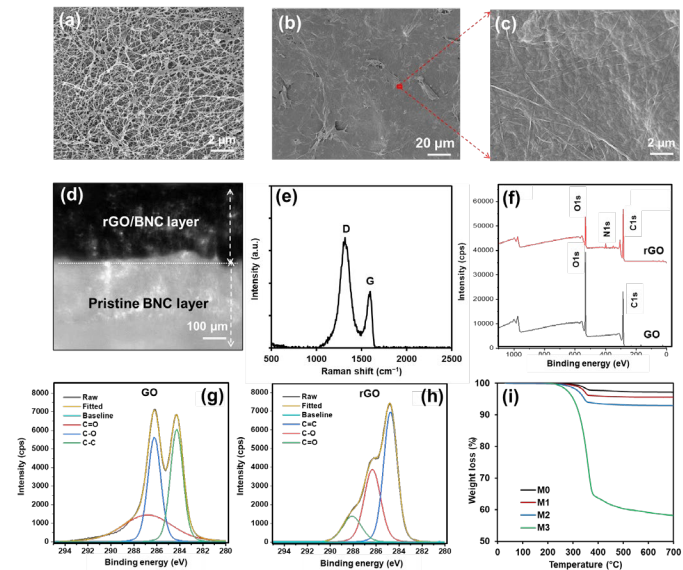 (a)
2 μm
(b)
20 μm
(c)
2 μm
(d)
rGO/BNC layer
Pristine BNC layer
100 μm
(e)
D
G
Intensity (a.u.)
500 1000 1500 2000 2500
Raman shift (cm⁻¹)
(f)
O1s
N1s
C1s
rGO
O1s
C1s
GO
Intensity (cps)
60000
50000
40000
30000
20000
10000
0
1000 800 600 400 200 0
Binding energy (eV)
(g)
GO
Raw
Fitted
Baseline
C=O
C-O
C-C
Intensity (cps)
8000
7000
6000
5000
4000
3000
2000
1000
0
294 292 290 288 286 284 282 280
Binding energy (eV)
(h)
rGO
Raw
Fitted
Baseline
C=C
C-O
C=O
Intensity (cps)
8000
7000
6000
5000
4000
3000
2000
1000
0
294 292 290 288 286 284 282 280
Binding energy (eV)
(i)
M0
M1
M2
M3
Weight loss (%)
100
90
80
70
60
50
0 100 200 300 400 500 600 700
Temperature (°C)